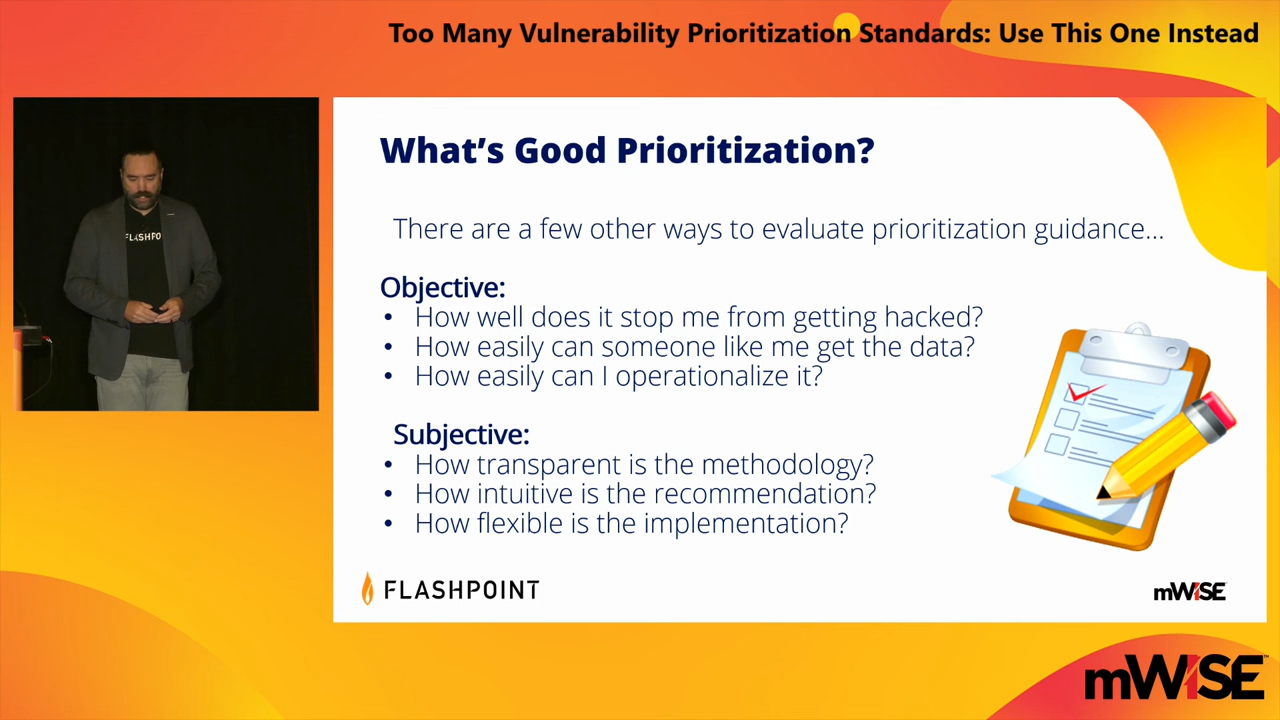 Too Many Vulnerability Prioritization Standards: Use This One Instead
FLASHPO
What's Good Prioritization?
There are a few other ways to evaluate prioritization guidance...
Objective:
• How well does it stop me from getting hacked?
• How easily can someone like me get the data?
• How easily can I operationalize it?
Subjective:
• How transparent is the methodology?
• How intuitive is the recommendation?
• How flexible is the implementation?
FLASHPOINT
mWISE
mWISE™